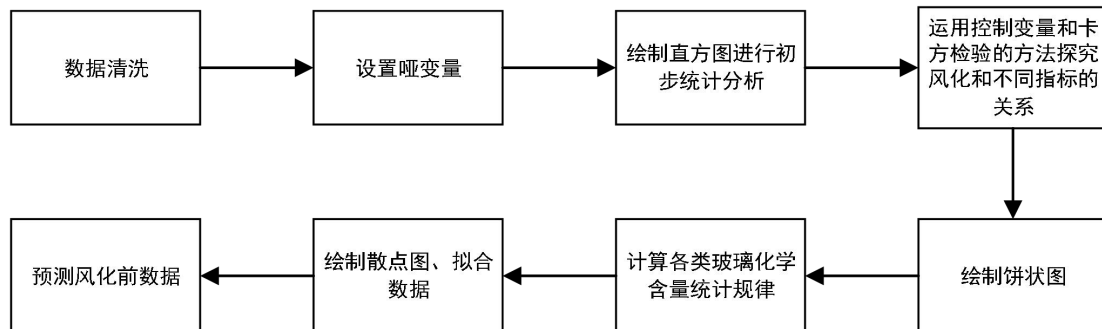 数据清洗
设置哑变量
绘制直方图进行初
步统计分析
运用控制变量和卡
方检验的方法探究
风化和不同指标的
关系
绘制饼状图
计算各类玻璃化学
含量统计规律
绘制散点图、拟合
数据
预测风化前数据